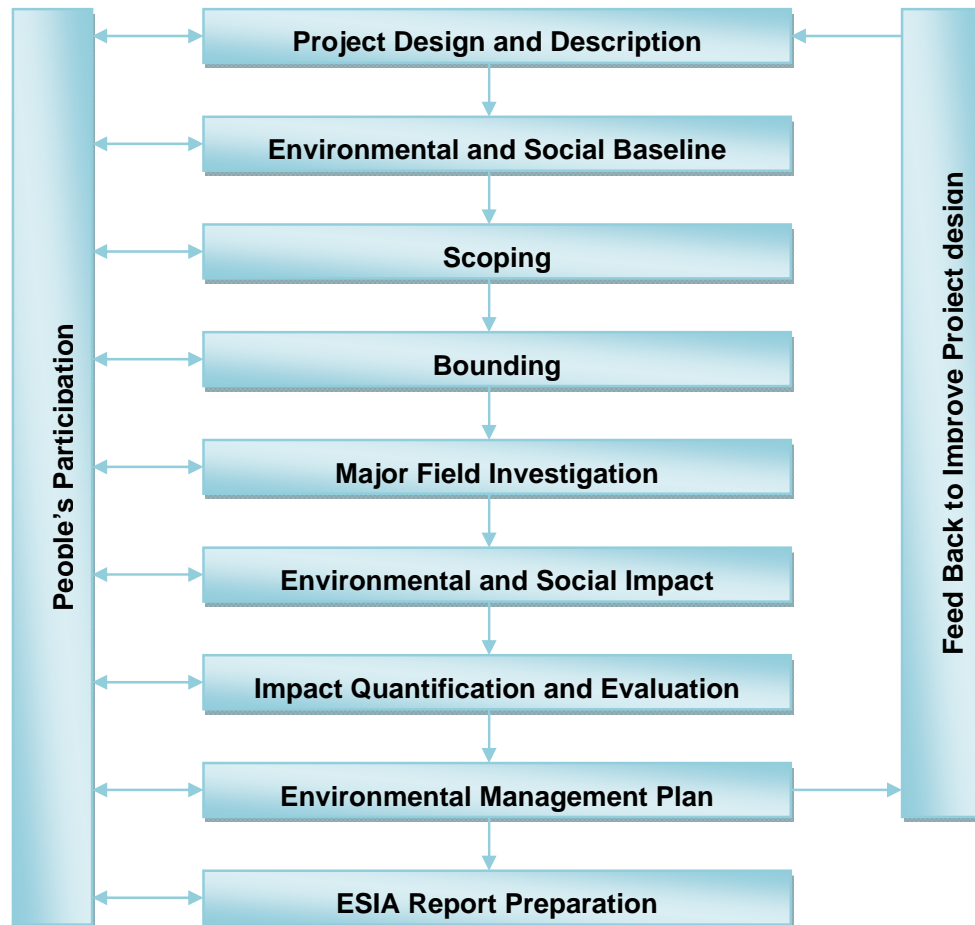 Project Design and Description
Environmental and Social Baseline
Scoping
Bounding
Major Field Investigation
Environmental and Social Impact
Impact Quantification and Evaluation
Environmental Management Plan
ESIA Report Preparation
People’s Participation
Feed Back to Improve Project design